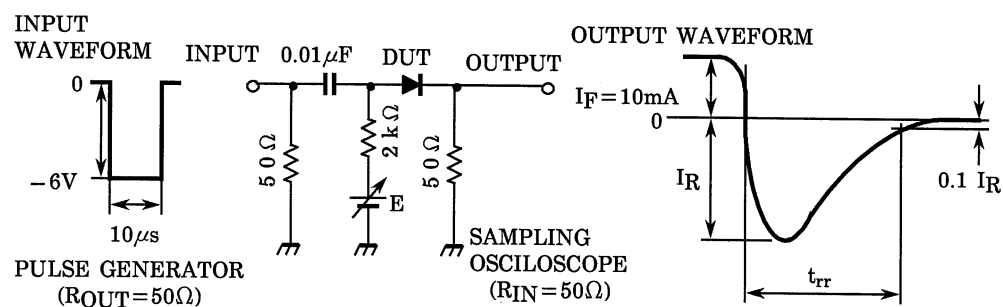 INPUT
WAVEFORM
0
−6V
10μs
PULSE GENERATOR
(ROUT=50Ω)
INPUT
0.01μF
DUT
OUTPUT
50Ω
2kΩ
E
50Ω
SAMPLING
OSCILOSCOPE
(RIN=50Ω)
OUTPUT WAVEFORM
IF=10mA
0
IR
0.1 IR
trr